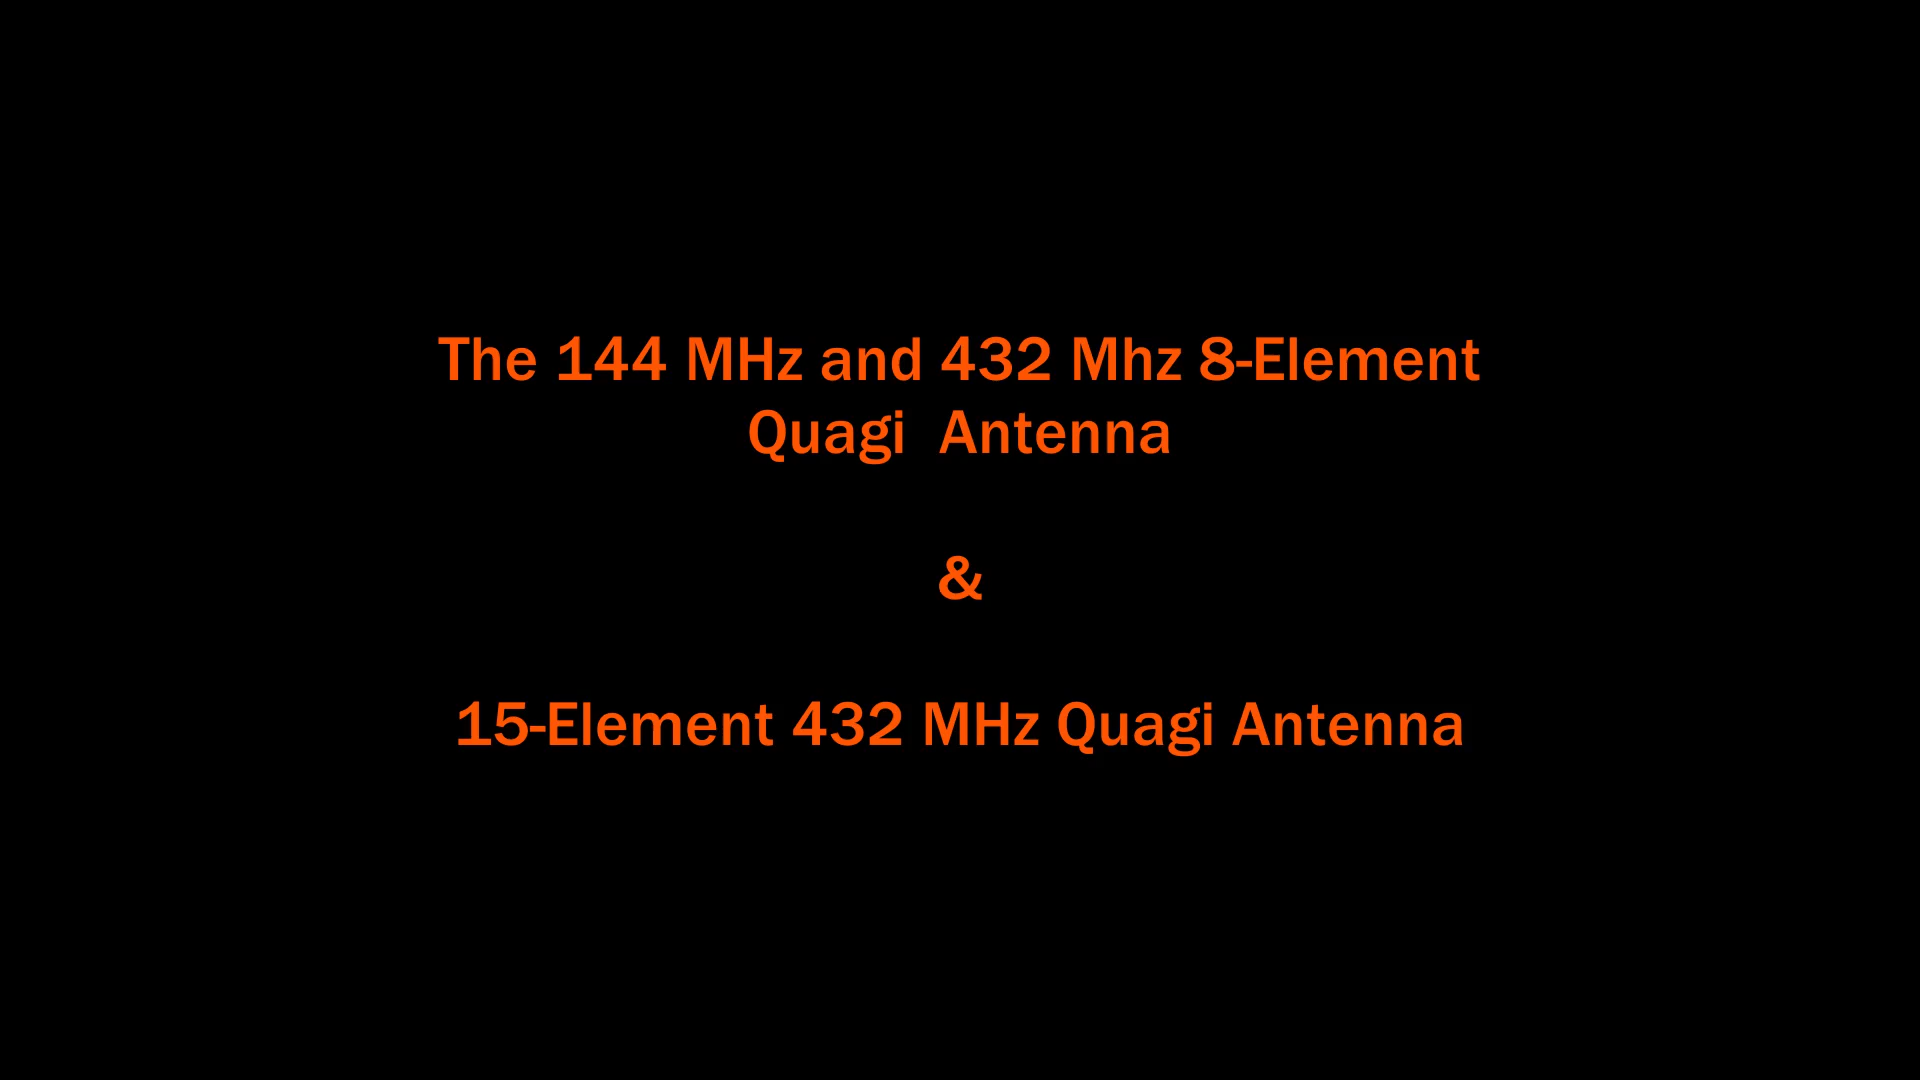 The 144 MHz and 432 Mhz 8-Element
Quagi  Antenna
&
15-Element 432 MHz Quagi Antenna